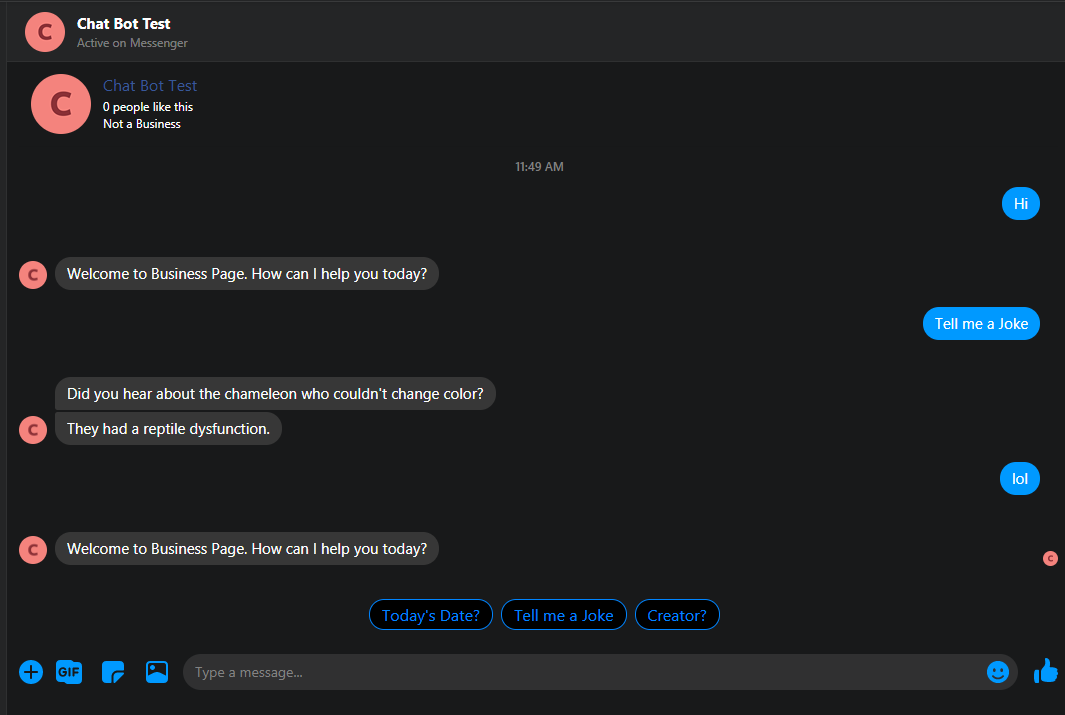 C
Chat Bot Test
Active on Messenger
C
Chat Bot Test
0 people like this
Not a Business
11:49 AM
Hi
C
Welcome to Business Page. How can I help you today?
Tell me a Joke
Did you hear about the chameleon who couldn't change color?
C
They had a reptile dysfunction.
lol
C
Welcome to Business Page. How can I help you today?
C
Today's Date?
Tell me a Joke
Creator?
GIF
Type a message...